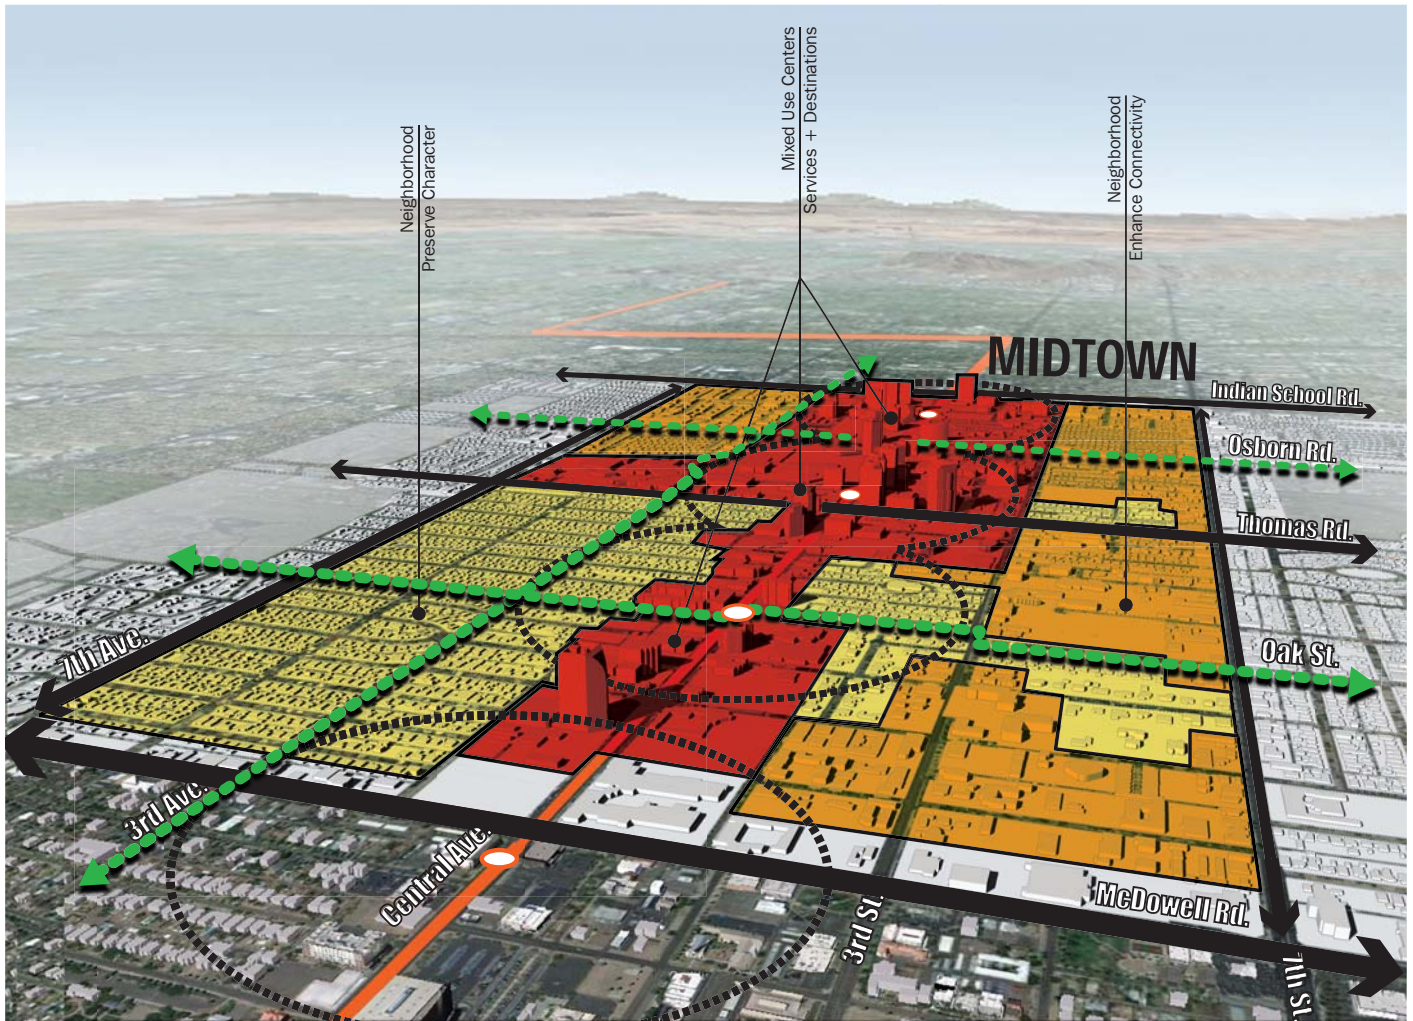 Neighborhood
Preserve Character
Mixed Use Centers
Services + Destinations
Neighborhood
Enhance Connectivity
MIDTOWN
Indian School Rd.
Osborn Rd.
Thomas Rd.
Oak St.
7th Ave.
3rd Ave.
Central Ave.
3rd St.
McDowell Rd.
7th St.